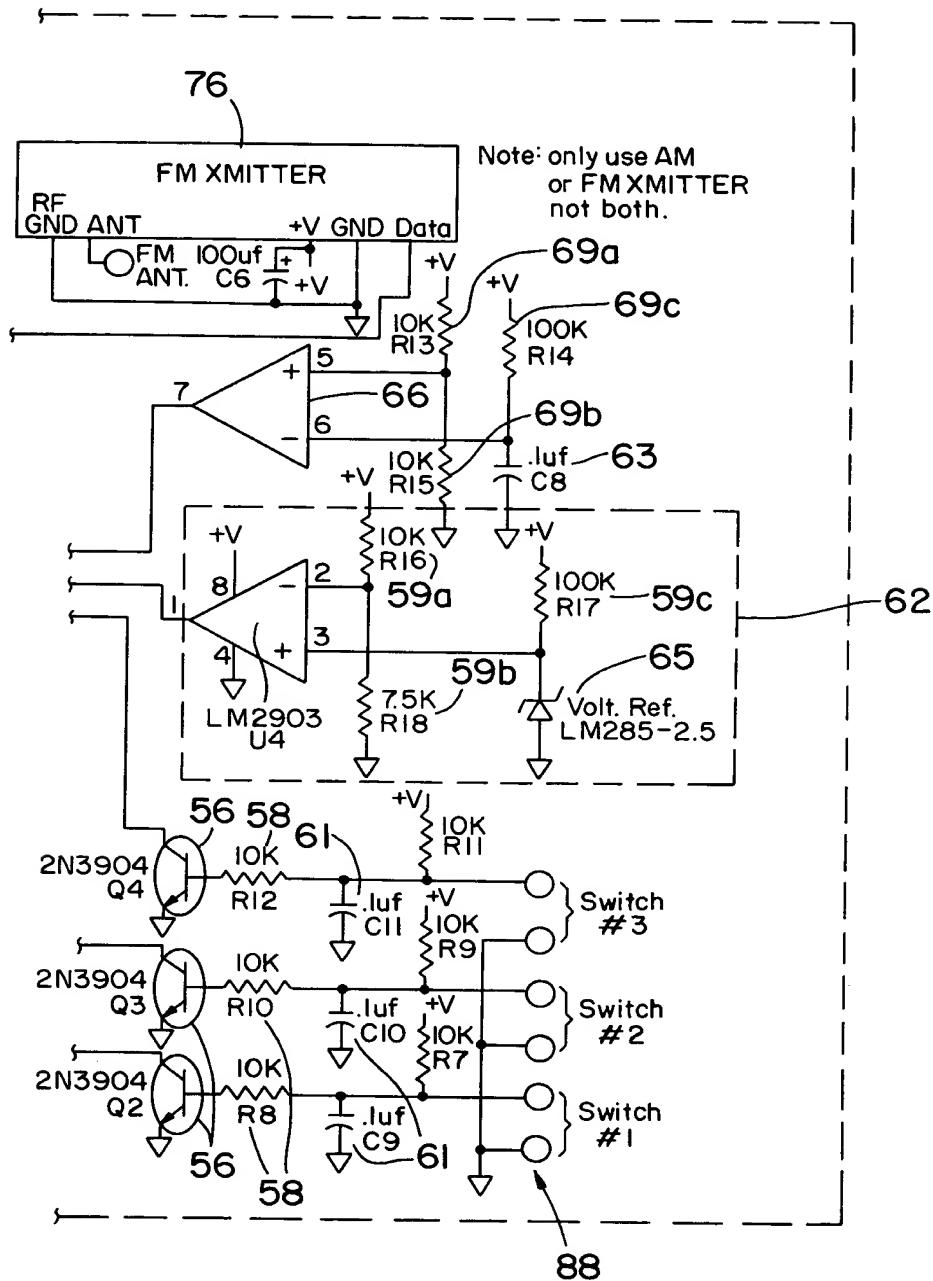 76
FM XMITTER
RF
GND ANT +V GND Data
Note: only use AM
or FM XMITTER
not both.
FM
ANT.
100uf
C6
+
+V
+V
69a
10K
R13
+V
69c
100K
R14
7
+
5
66
−
6
69b
10K
R15
.1uf
C8
63
+V
10K
R16
59a
+V
8
−
2
1
+
3
4
LM2903
U4
+V
100K
R17
59c
62
59b
7.5K
R18
65
Volt. Ref.
LM285-2.5
56
58
61
+V
10K
R11
2N3904
Q4
10K
R12
.1uf
C11
Switch
#3
+V
10K
R9
2N3904
Q3
10K
R10
.1uf
C10
Switch
#2
+V
10K
R7
2N3904
Q2
10K
R8
.1uf
C9
Switch
#1
56
58
61
88